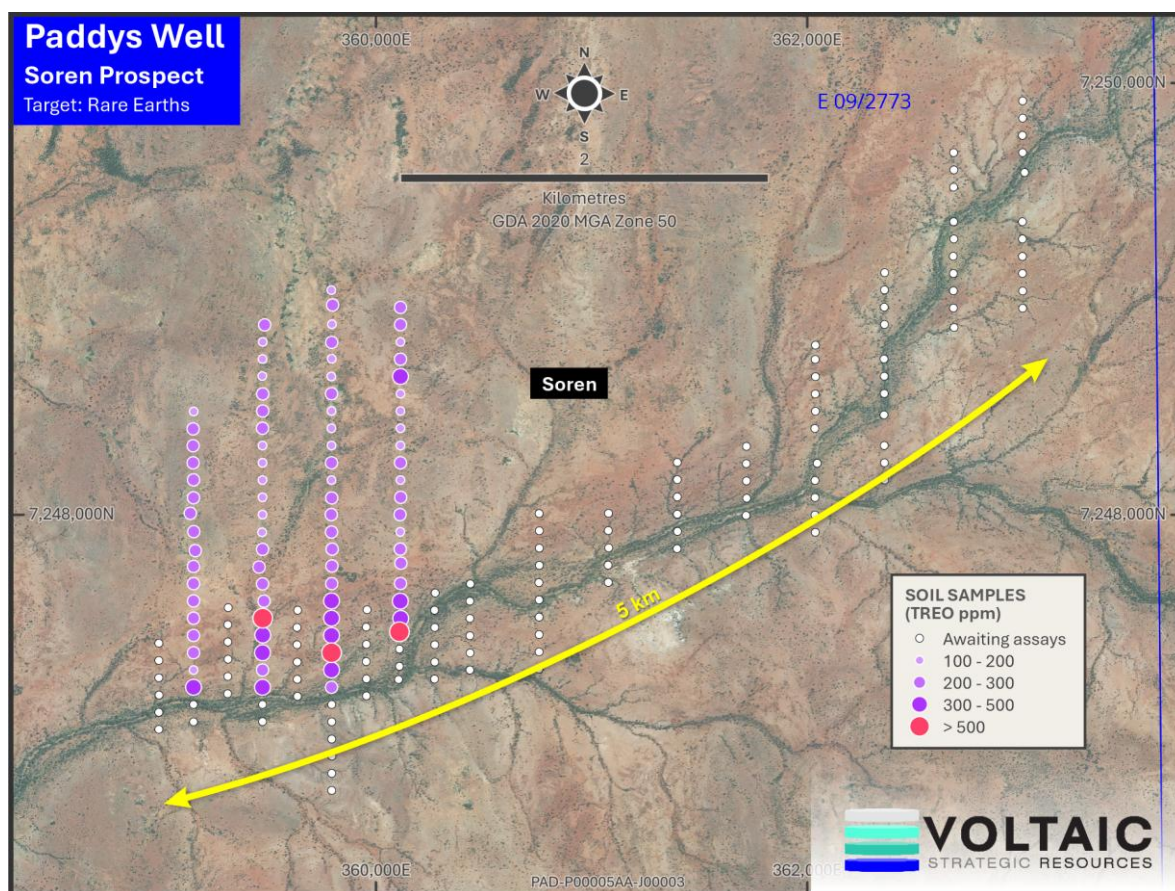 Paddys Well
Soren Prospect
Target: Rare Earths
360,000E
362,000E
7,250,000N
N
W
E
S
E 09/2773
2
Kilometres
GDA 2020 MGA Zone 50
Soren
7,248,000N
7,248,000N
5 km
SOIL SAMPLES
(TREO ppm)
Awaiting assays
100 - 200
200 - 300
300 - 500
> 500
VOLTAIC
STRATEGIC RESOURCES
360,000E
362,000E
PAD-P00005AA-J00003